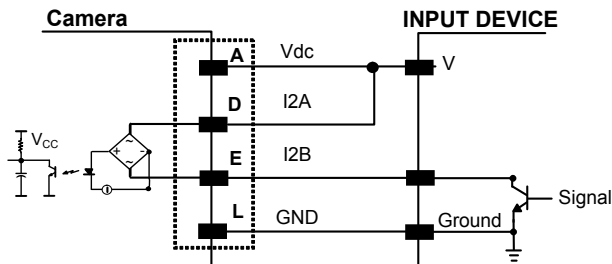 Camera
INPUT DEVICE
A
Vdc
V
D
I2A
VCC
E
I2B
Signal
L
GND
Ground